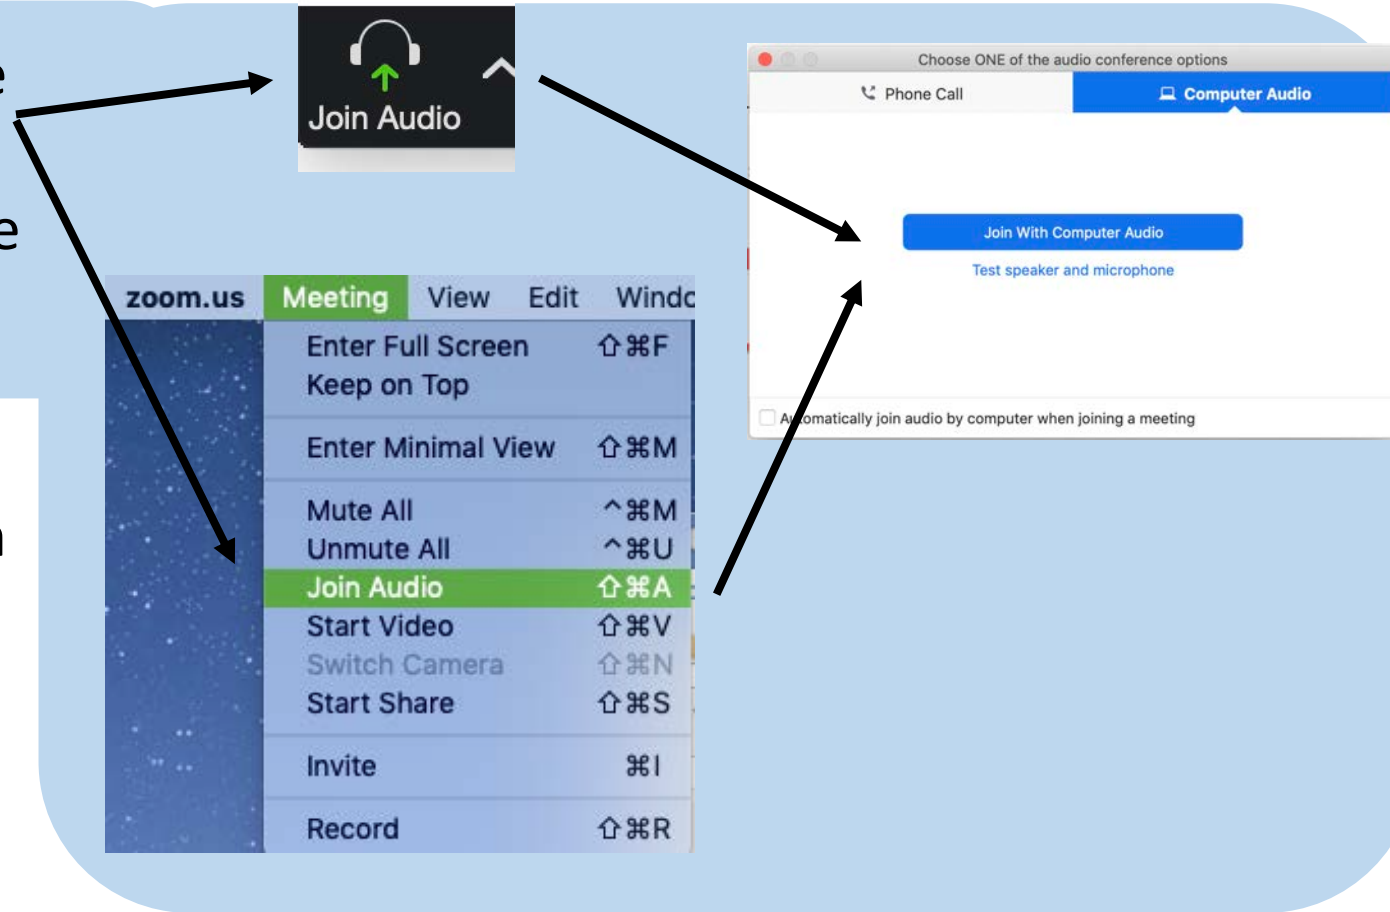 Join Audio
Choose ONE of the audio conference options
Phone Call
Computer Audio
Join With Computer Audio
Test speaker and microphone
Automatically join audio by computer when joining a meeting
zoom.us Meeting View Edit
Enter Full Screen ⇧⌘F
Keep on Top
Enter Minimal View ⇧⌘M
Mute All ^⌘M
Unmute All ^⌘U
Join Audio ⇧⌘A
Start Video ⇧⌘V
Switch Camera ⇧⌘N
Start Share ⇧⌘S
Invite ⌘I
Record ⇧⌘R